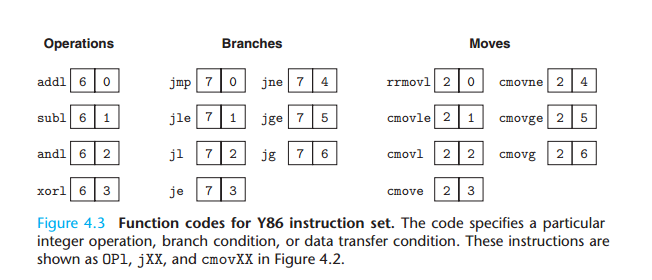 Operations Branches Moves
addl 6 0 jmp 7 0 jne 7 4 rrmovl 2 0 cmovne 2 4
subl 6 1 jle 7 1 jge 7 5 cmovle 2 1 cmovge 2 5
andl 6 2 jl 7 2 jg 7 6 cmovl 2 2 cmovg 2 6
xorl 6 3 je 7 3 cmove 2 3
Figure 4.3 Function codes for Y86 instruction set. The code specifies a particular
integer operation, branch condition, or data transfer condition. These instructions are
shown as OPl, jXX, and cmovXX in Figure 4.2.